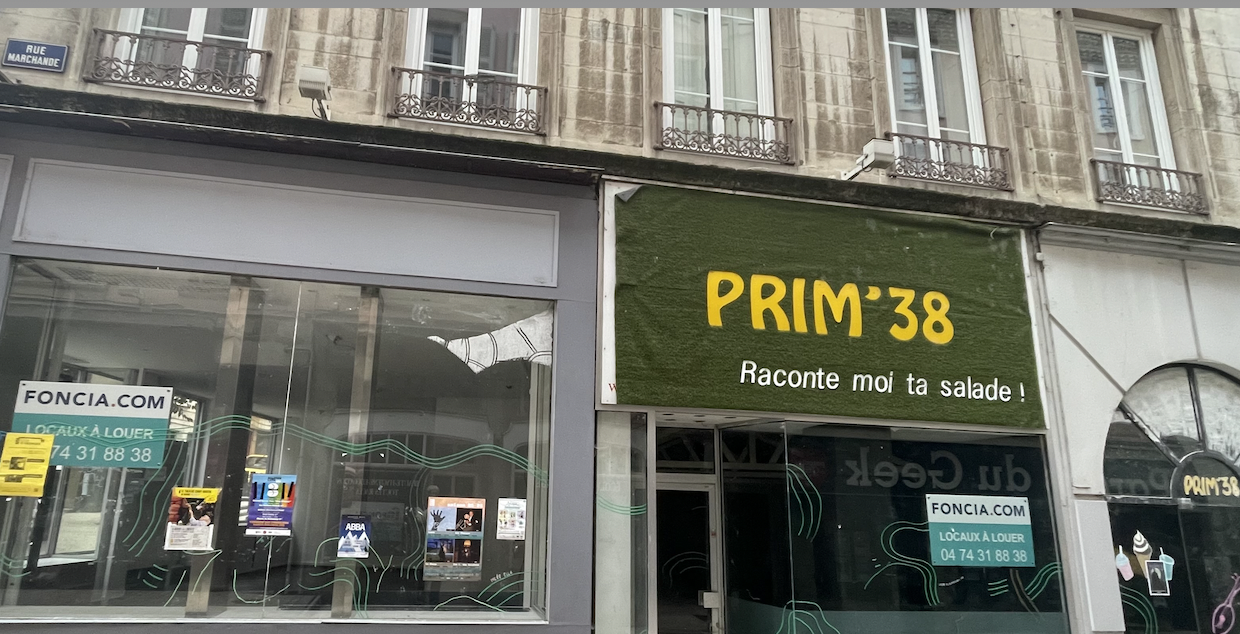 RUE
MARCHANDE
PRIM'38
Raconte moi ta salade !
FONCIA.COM
LOCAUX À LOUER
74 31 88 38
ABBA
du Geek
FONCIA.COM
LOCAUX À LOUER
04 74 31 88 38
PRIM'38